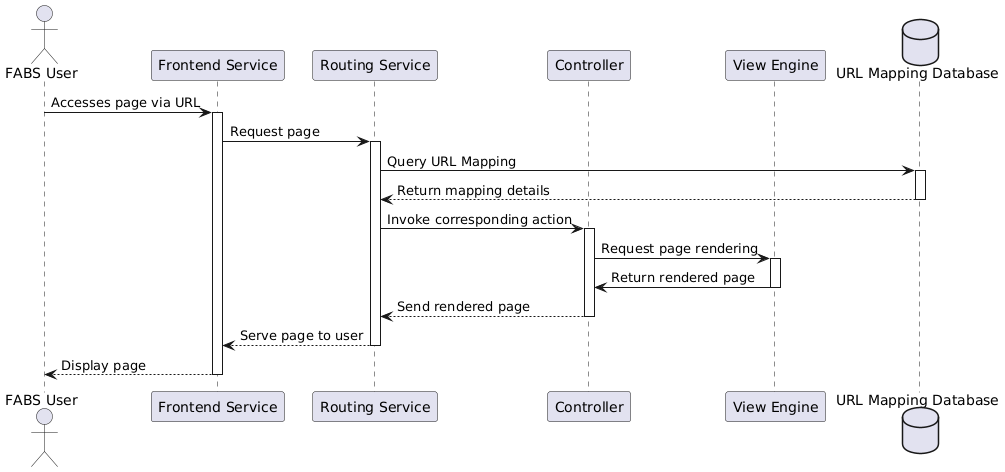 FABS User
Frontend Service
Routing Service
Controller
View Engine
URL Mapping Database
Accesses page via URL
Request page
Query URL Mapping
Return mapping details
Invoke corresponding action
Request page rendering
Return rendered page
Send rendered page
Serve page to user
Display page
FABS User
Frontend Service
Routing Service
Controller
View Engine
URL Mapping Database